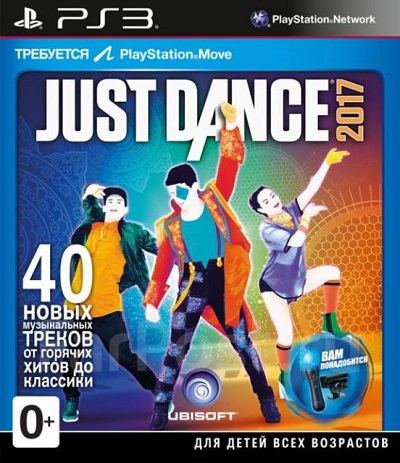 PS3
PlayStation®Network
ТРЕБУЕТСЯ PlayStation®Move
JUST DANCE® 2017
40
НОВЫХ
МУЗЫКАЛЬНЫХ
ТРЕКОВ
ОТ ГОРЯЧИХ
ХИТОВ ДО
КЛАССИКИ
ВАМ
ПОНАДОБИТСЯ
0+
UBISOFT
ДЛЯ ДЕТЕЙ ВСЕХ ВОЗРАСТОВ